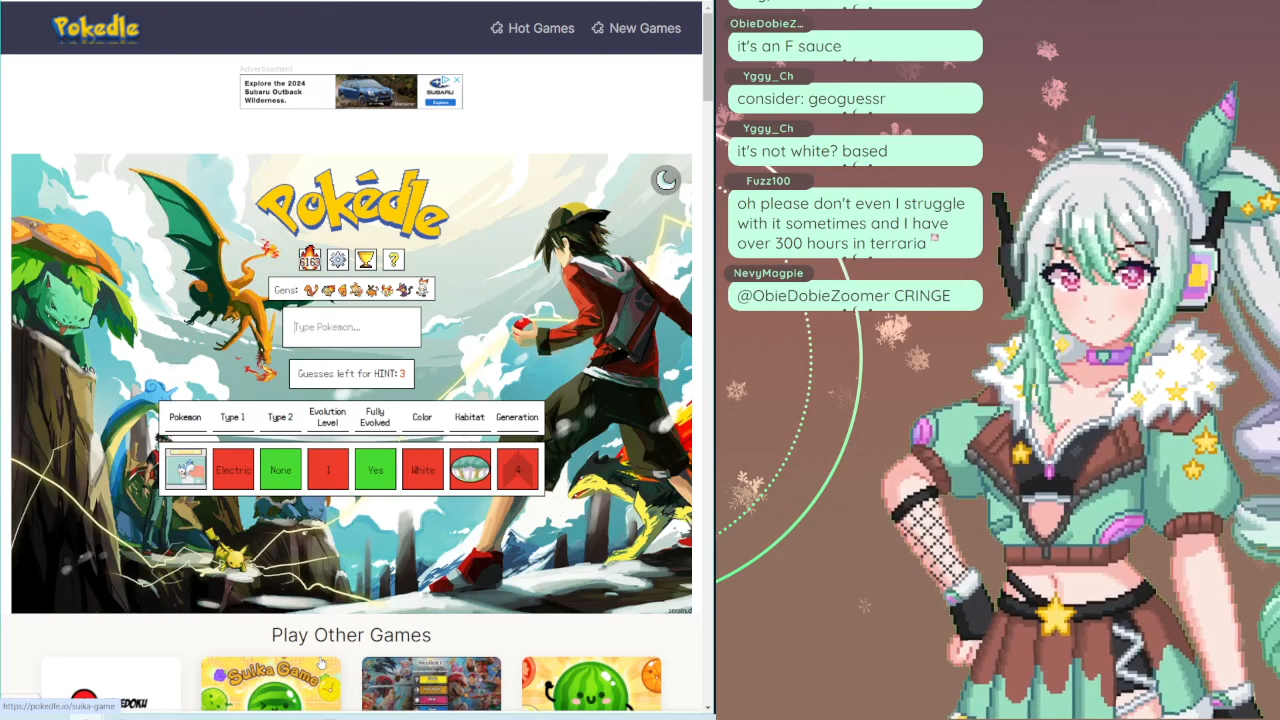 Pokedle
Hot Games
New Games
Advertisement
Explore the 2024
Subaru Outback
Wilderness.
SUBARU
Explore
Pokédle
6163
?
Gens:
Type Pokemon...
Guesses left for HINT: 3
Pokemon
Type 1
Type 2
Evolution
Level
Fully
Evolved
Color
Habitat
Generation
Electric
None
1
Yes
White
4
Play Other Games
Suika Game
https://pokedle.io/suika-game
ObieDobieZ...
it's an F sauce
Yggy_Ch
consider: geoguessr
Yggy_Ch
it's not white? based
Fuzz100
oh please don't even I struggle
with it sometimes and I have
over 300 hours in terraria
NevyMagpie
@ObieDobieZoomer CRINGE